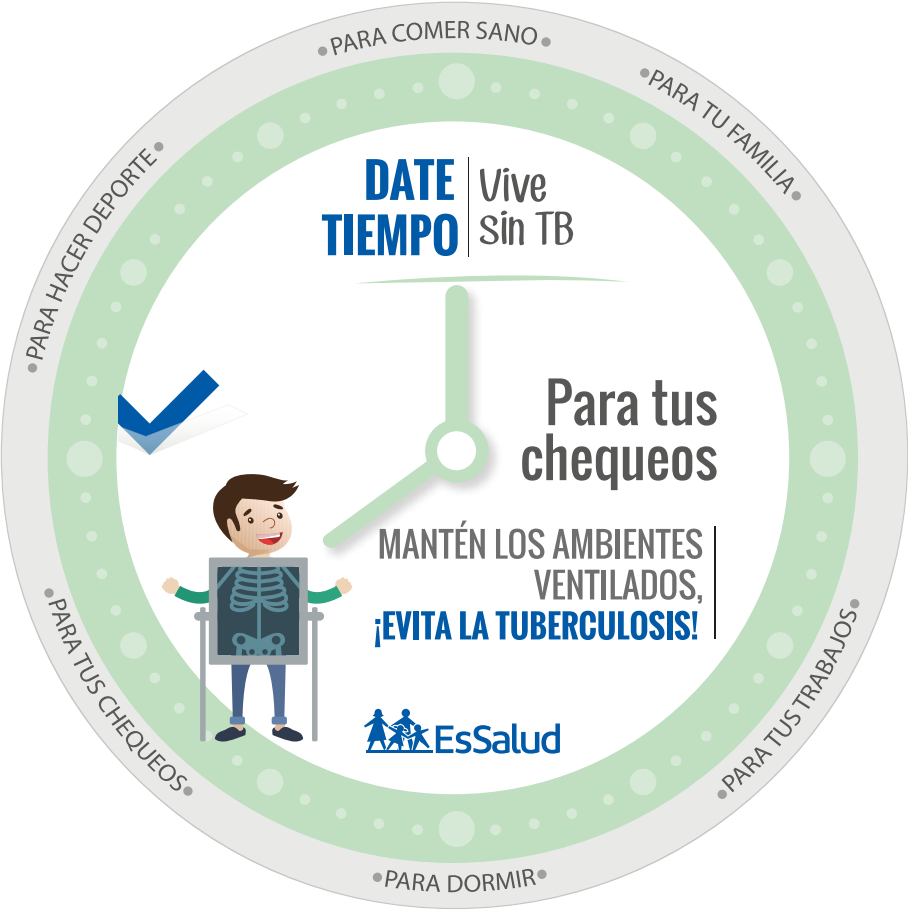 PARA COMER SANO
PARA TU FAMILIA
PARA TUS TRABAJOS
PARA DORMIR
PARA TUS CHEQUEOS
PARA HACER DEPORTE
DATE
TIEMPO
Vive
Sin TB
Para tus
chequeos
MANTÉN LOS AMBIENTES
VENTILADOS,
¡EVITA LA TUBERCULOSIS!
EsSalud